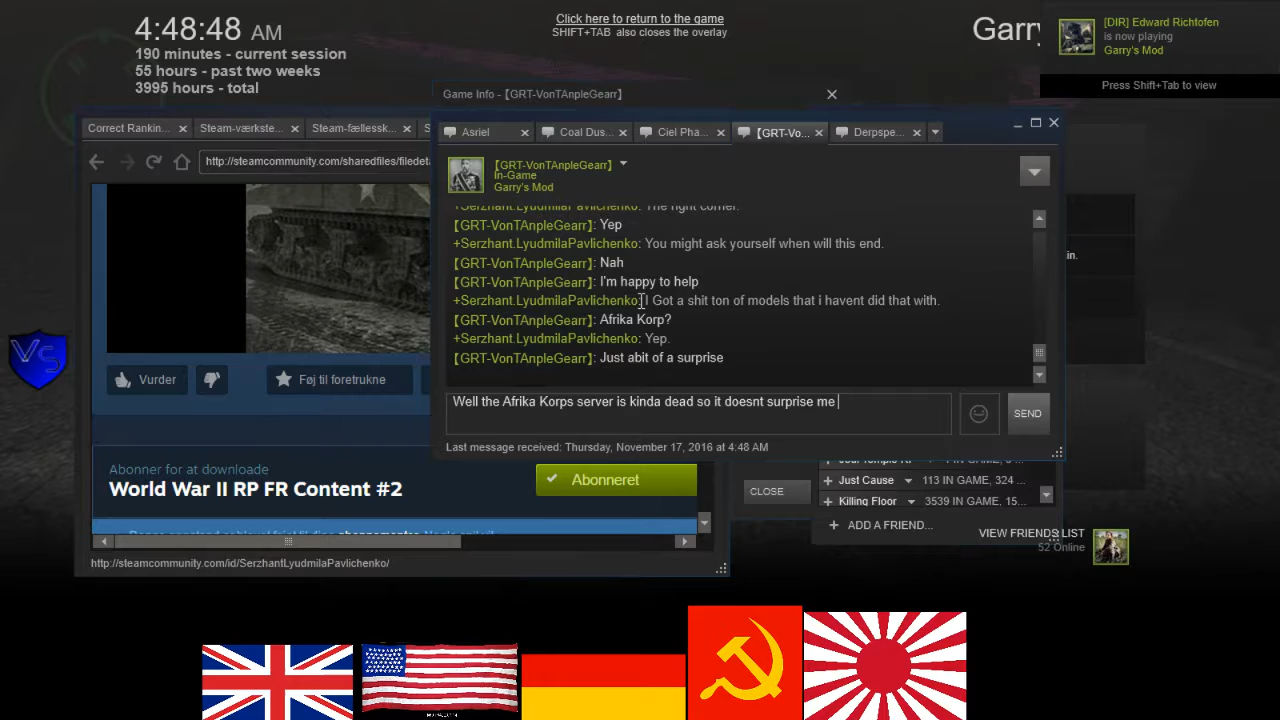 4:48:48 AM
190 minutes - current session
55 hours - past two weeks
3995 hours - total
Click here to return to the game
SHIFT+TAB also closes the overlay
Garry
[DIR] Edward Richtofen
is now playing
Garry's Mod
Press Shift+Tab to view
Game Info - 【GRT-VonTAnpleGearr】
Correct Rankin...
Steam-værkste...
Steam-fællessk...
http://steamcommunity.com/sharedfiles/filedeta
Asriel
Coal Dus...
Ciel Pha...
【GRT-Vo...
Derpspe...
【GRT-VonTAnpleGearr】
In-Game
Garry's Mod
+Serzhant.LyudmilaPavlichenko: The right corner.
【GRT-VonTAnpleGearr】: Yep
+Serzhant.LyudmilaPavlichenko: You might ask yourself when will this end.
【GRT-VonTAnpleGearr】: Nah
【GRT-VonTAnpleGearr】: I'm happy to help
+Serzhant.LyudmilaPavlichenko: I Got a shit ton of models that i havent did that with.
【GRT-VonTAnpleGearr】: Afrika Korp?
+Serzhant.LyudmilaPavlichenko: Yep.
【GRT-VonTAnpleGearr】: Just abit of a surprise
Well the Afrika Korps server is kinda dead so it doesnt surprise me
SEND
Last message received: Thursday, November 17, 2016 at 4:48 AM
VS
Vurder
Føj til foretrukne
Abonner for at downloade
World War II RP FR Content #2
Abonneret
http://steamcommunity.com/id/SerzhantLyudmilaPavlichenko/
CLOSE
in.
Just Cause
113 IN GAME, 324 ...
Killing Floor
3539 IN GAME, 15...
ADD A FRIEND...
VIEW FRIENDS LIST
52 Online